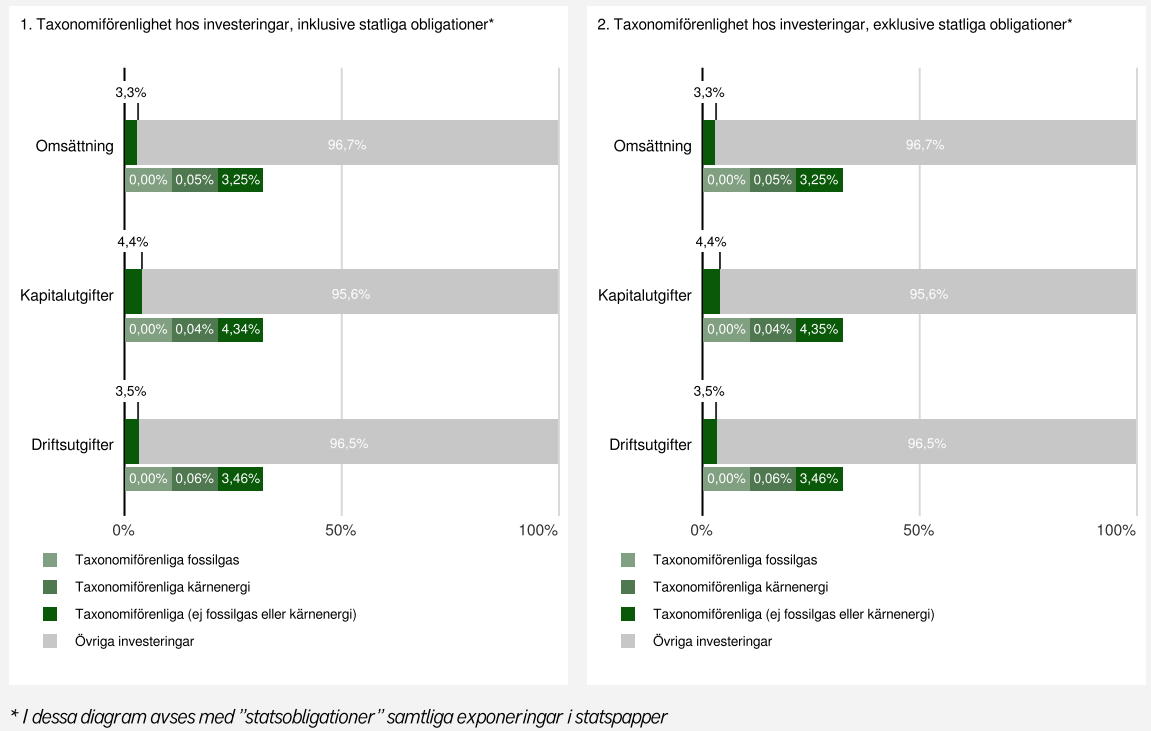 1. Taxonomiförenlighet hos investeringar, inklusive statliga obligationer*
3,3%
Omsättning
96,7%
0,00% 0,05% 3,25%
4,4%
Kapitalutgifter
95,6%
0,00% 0,04% 4,34%
3,5%
Driftsutgifter
96,5%
0,00% 0,06% 3,46%
0% 50% 100%
Taxonomiförenliga fossilgas
Taxonomiförenliga kärnenergi
Taxonomiförenliga (ej fossilgas eller kärnenergi)
Övriga investeringar
2. Taxonomiförenlighet hos investeringar, exklusive statliga obligationer*
3,3%
Omsättning
96,7%
0,00% 0,05% 3,25%
4,4%
Kapitalutgifter
95,6%
0,00% 0,04% 4,35%
3,5%
Driftsutgifter
96,5%
0,00% 0,06% 3,46%
0% 50% 100%
Taxonomiförenliga fossilgas
Taxonomiförenliga kärnenergi
Taxonomiförenliga (ej fossilgas eller kärnenergi)
Övriga investeringar
* I dessa diagram avses med ”statsobligationer” samtliga exponeringar i statspapper